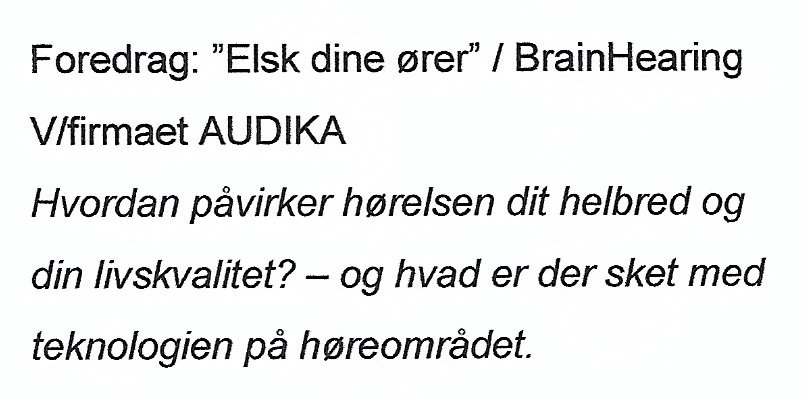 Foredrag: ”Elsk dine ører” / BrainHearing
V/firmaet AUDIKA
Hvordan påvirker hørelsen dit helbred og
din livskvalitet? – og hvad er der sket med
teknologien på høreområdet.